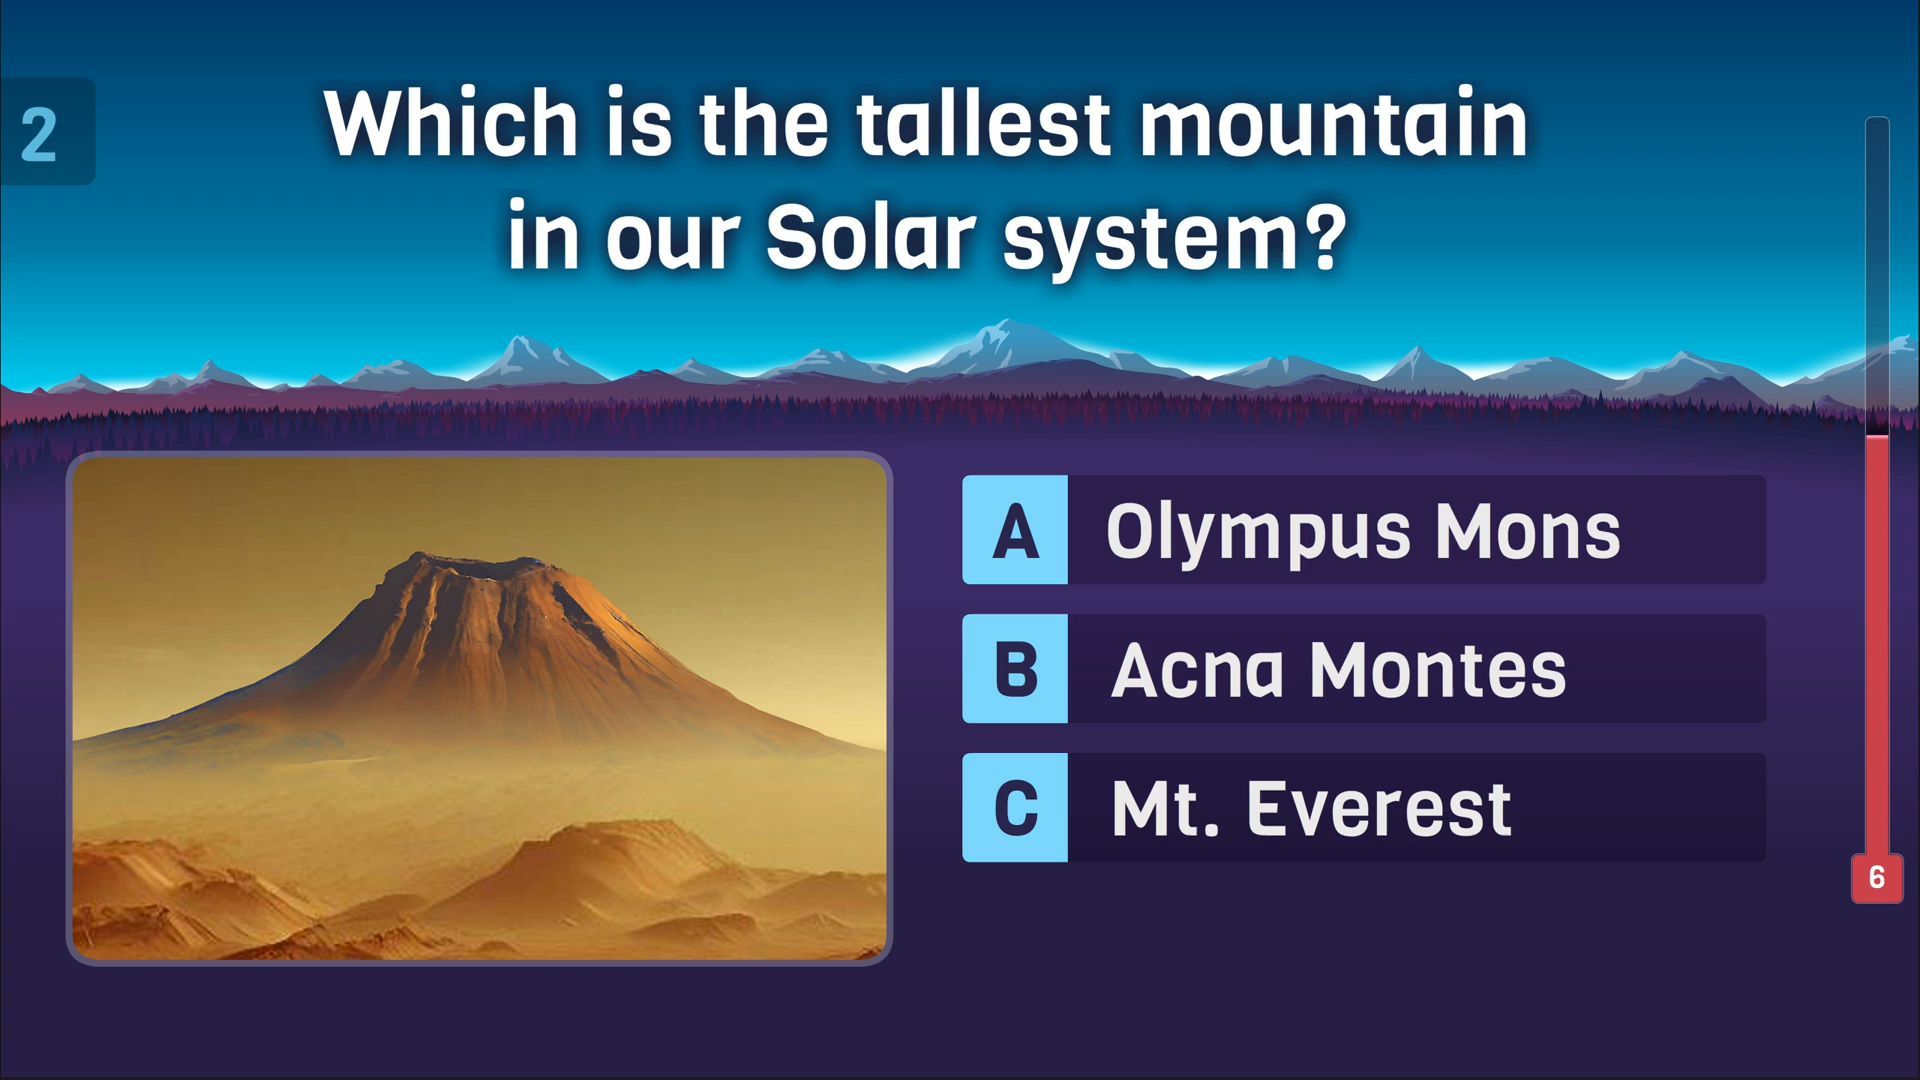 2
Which is the tallest mountain
in our Solar system?
A Olympus Mons
B Acna Montes
C Mt. Everest
6